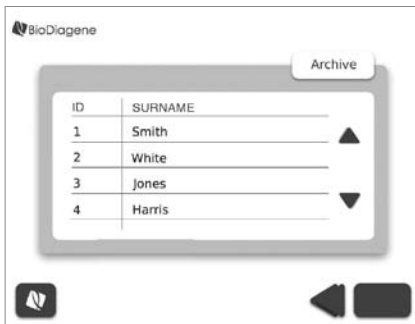 BioDiagene
Archive
ID SURNAME
1 Smith
2 White
3 Jones
4 Harris